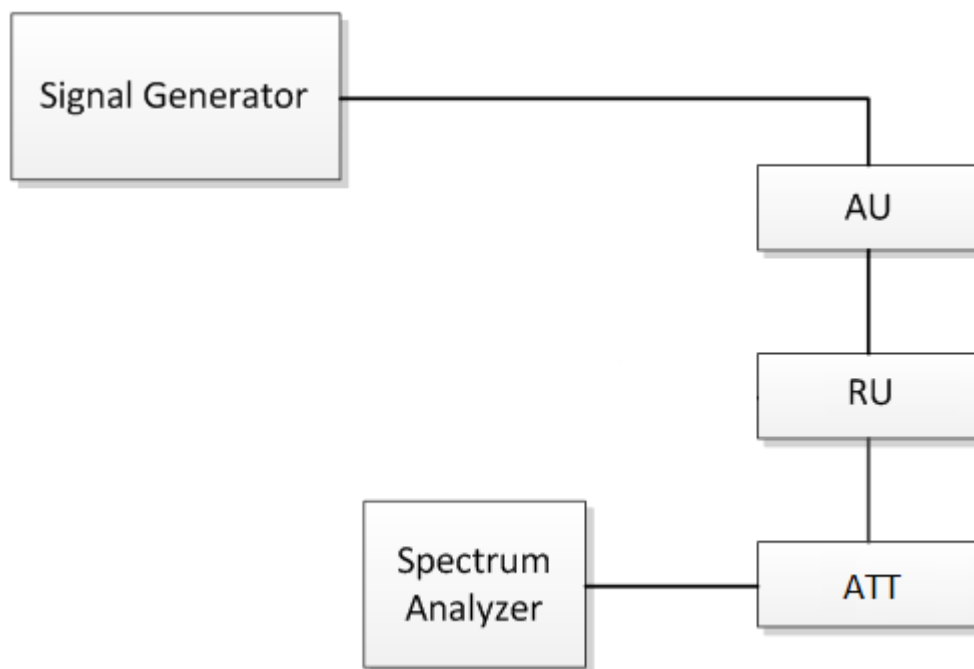 Signal Generator
AU
RU
ATT
Spectrum
Analyzer